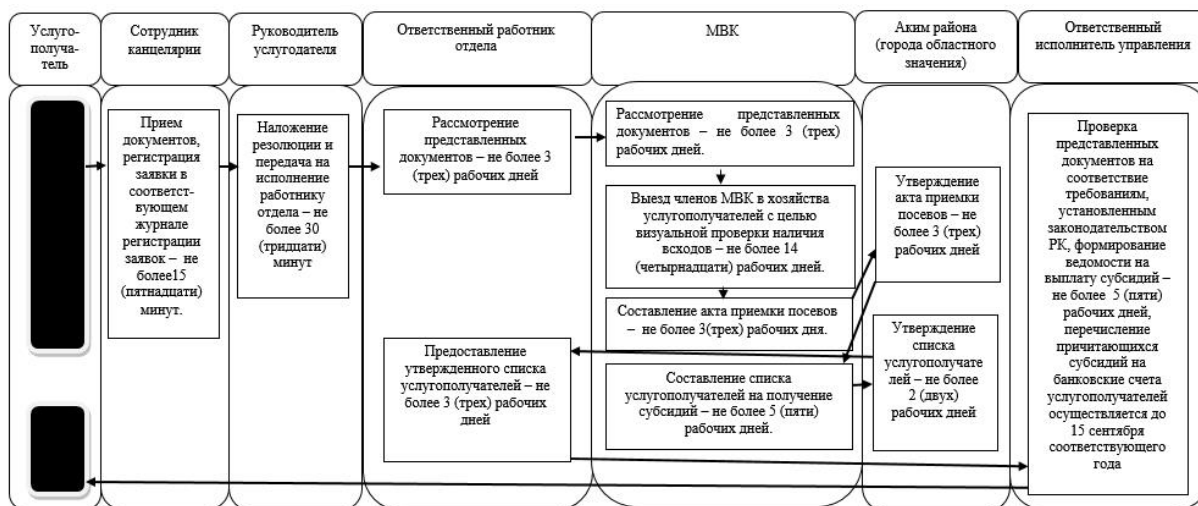 Услуго-
получа-
тель
Сотрудник
канцелярии
Руководитель
услугодателя
Ответственный работник
отдела
МВК
Аким района
(города областного
значения)
Ответственный
исполнитель управления
Прием
документов,
регистрация
заявки в
соответст-
вующем
журнале
регистрации
заявок – не
более15
(пятнадцати)
минут.
Наложение
резолюции и
передача на
исполнение
работнику
отдела – не
более 30
(тридцати)
минут
Рассмотрение
представленных
документов – не более 3
(трех) рабочих дней
Рассмотрение представленных
документов – не более 3 (трех)
рабочих дней.
Выезд членов МВК в хозяйства
услугополучателей с целью
визуальной проверки наличия
всходов – не более 14
(четырнадцати) рабочих дней.
Составление акта приемки посевов
– не более 3(трех) рабочих дня.
Утверждение
акта приемки
посевов – не
более 3 (трех)
рабочих дней
Составление списка
услугополучателей на получение
субсидий – не более 5 (пяти)
рабочих дней.
Утверждение
списка
услугополучате
лей – не более
2 (двух)
рабочих дней
Предоставление
утвержденного списка
услугополучателей – не
более 3 (трех) рабочих
дней
Проверка
представленных
документов на
соответствие
требованиям,
установленным
законодательством
РК, формирование
ведомости на
выплату субсидий –
не более 5 (пяти)
рабочих дней,
перечисление
причитающихся
субсидий на
банковские счета
услугополучателей
осуществляется до
15 сентября
соответствующего
года